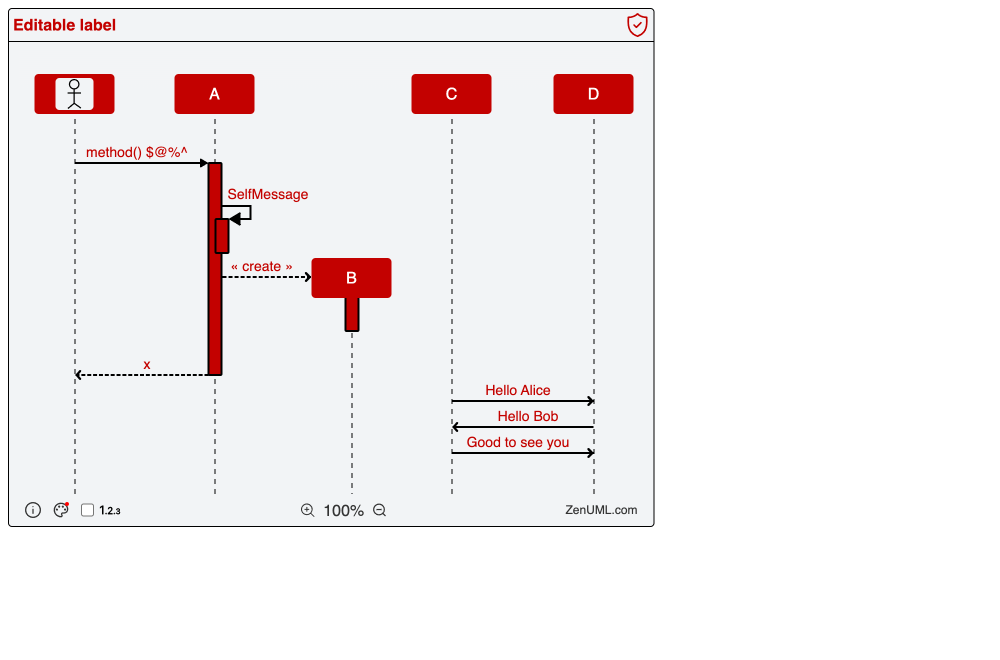 Editable label
A
C
D
method() $@%^
SelfMessage
« create »
B
x
Hello Alice
Hello Bob
Good to see you
1.2.3
100%
ZenUML.com